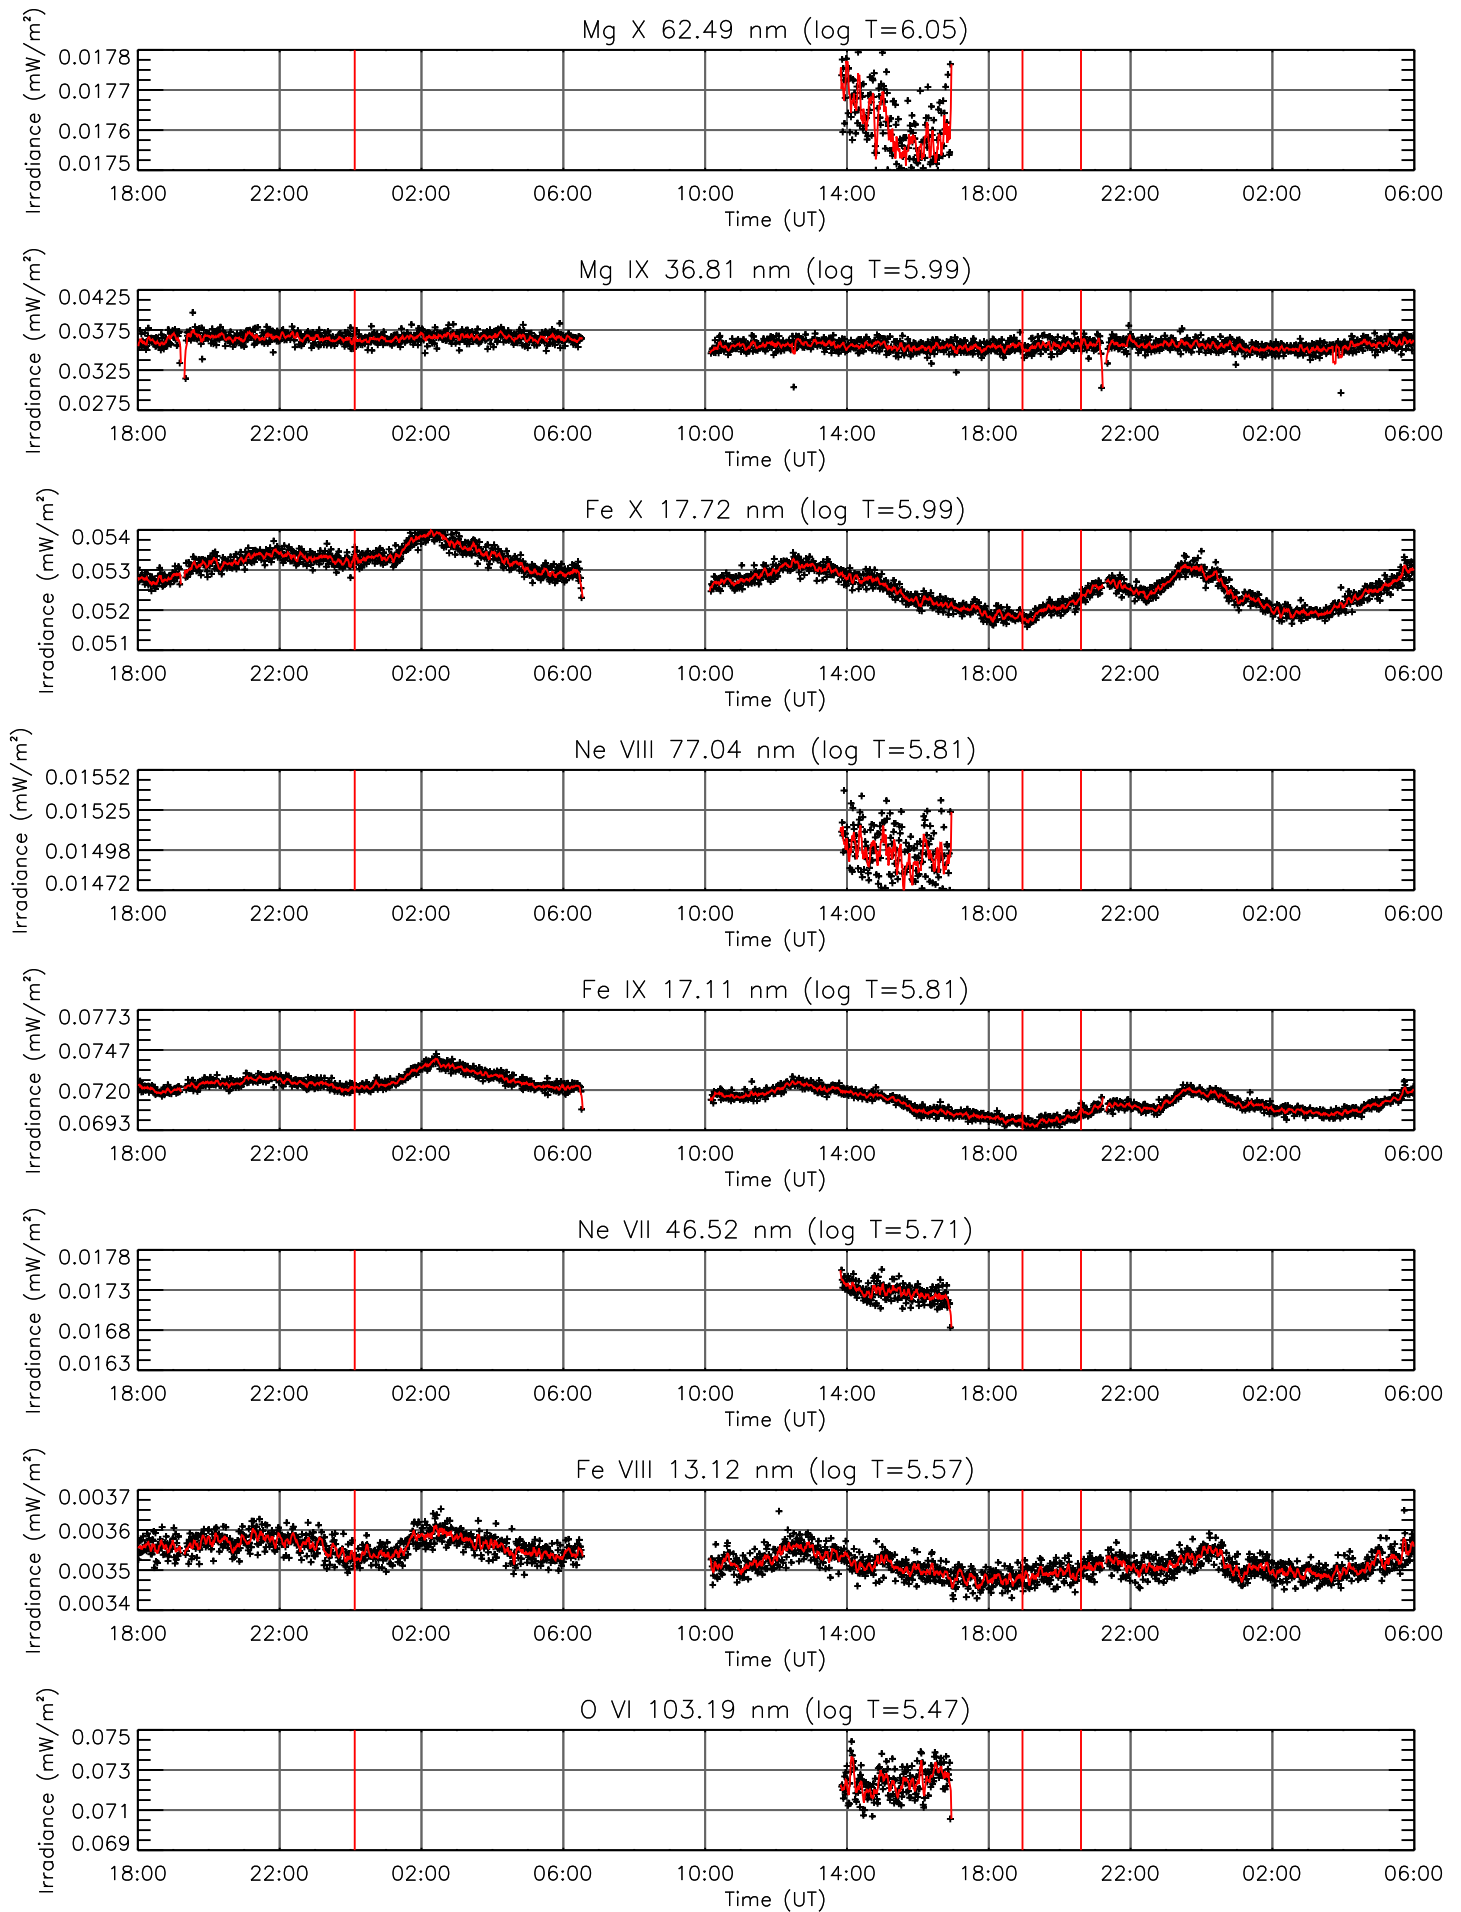 Mg X 62.49 nm (log T=6.05)
Irradiance (mW/m²)
0.0178
0.0177
0.0176
0.0175
18:00 22:00 02:00 06:00 10:00 14:00 18:00 22:00 02:00 06:00
Time (UT)
Mg IX 36.81 nm (log T=5.99)
Irradiance (mW/m²)
0.0425
0.0375
0.0325
0.0275
18:00 22:00 02:00 06:00 10:00 14:00 18:00 22:00 02:00 06:00
Time (UT)
Fe X 17.72 nm (log T=5.99)
Irradiance (mW/m²)
0.054
0.053
0.052
0.051
18:00 22:00 02:00 06:00 10:00 14:00 18:00 22:00 02:00 06:00
Time (UT)
Ne VIII 77.04 nm (log T=5.81)
Irradiance (mW/m²)
0.01552
0.01525
0.01498
0.01472
18:00 22:00 02:00 06:00 10:00 14:00 18:00 22:00 02:00 06:00
Time (UT)
Fe IX 17.11 nm (log T=5.81)
Irradiance (mW/m²)
0.0773
0.0747
0.0720
0.0693
18:00 22:00 02:00 06:00 10:00 14:00 18:00 22:00 02:00 06:00
Time (UT)
Ne VII 46.52 nm (log T=5.71)
Irradiance (mW/m²)
0.0178
0.0173
0.0168
0.0163
18:00 22:00 02:00 06:00 10:00 14:00 18:00 22:00 02:00 06:00
Time (UT)
Fe VIII 13.12 nm (log T=5.57)
Irradiance (mW/m²)
0.0037
0.0036
0.0035
0.0034
18:00 22:00 02:00 06:00 10:00 14:00 18:00 22:00 02:00 06:00
Time (UT)
O VI 103.19 nm (log T=5.47)
Irradiance (mW/m²)
0.075
0.073
0.071
0.069
18:00 22:00 02:00 06:00 10:00 14:00 18:00 22:00 02:00 06:00
Time (UT)